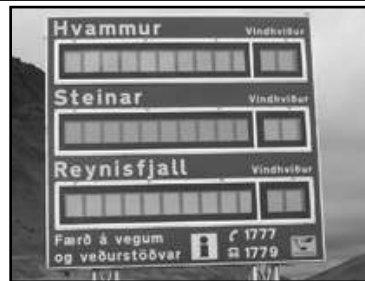 Hvammur Vindhviður
Steinar Vindhviður
Reynisfjall Vindhviður
Færð á vegum i 1777
og veðurstöðvar 1779